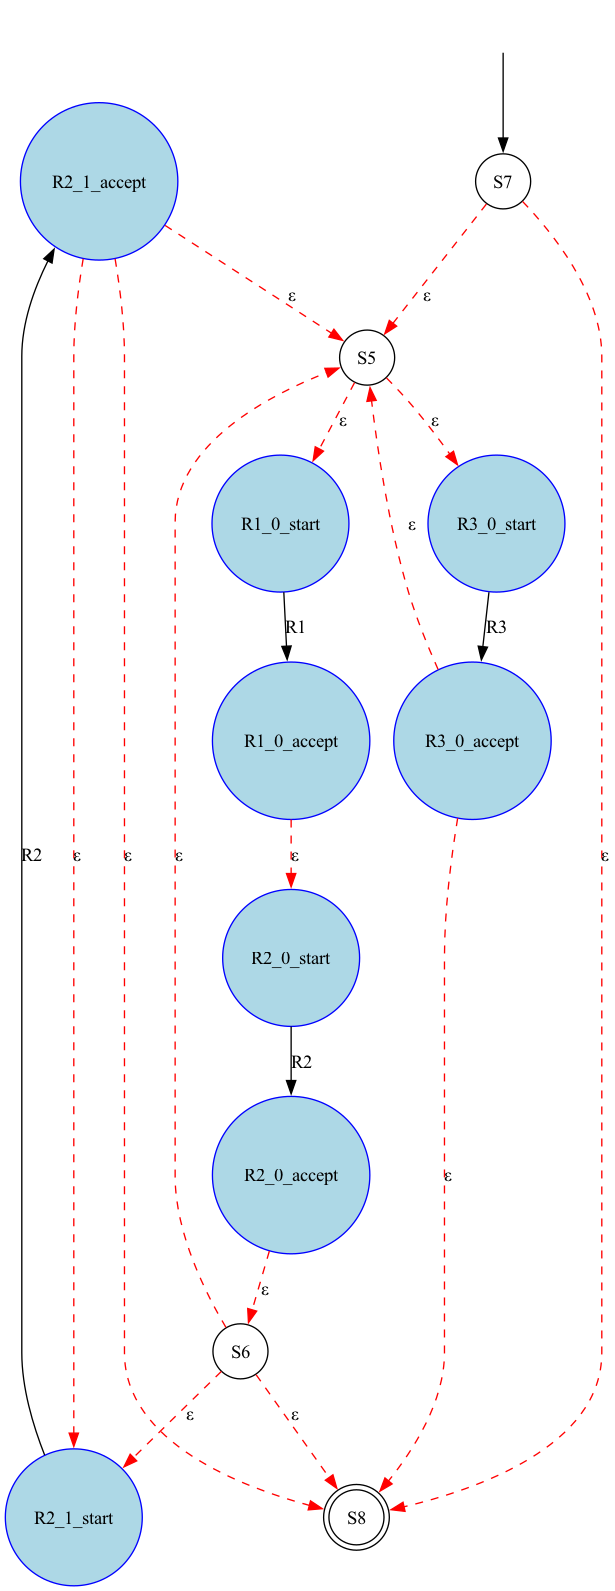 R2_1_accept
S7
ε
ε
S5
ε
ε
R1_0_start
R3_0_start
ε
R1
R3
R1_0_accept
R3_0_accept
R2
ε
ε
ε
ε
ε
R2_0_start
R2
R2_0_accept
ε
ε
S6
ε
ε
R2_1_start
S8